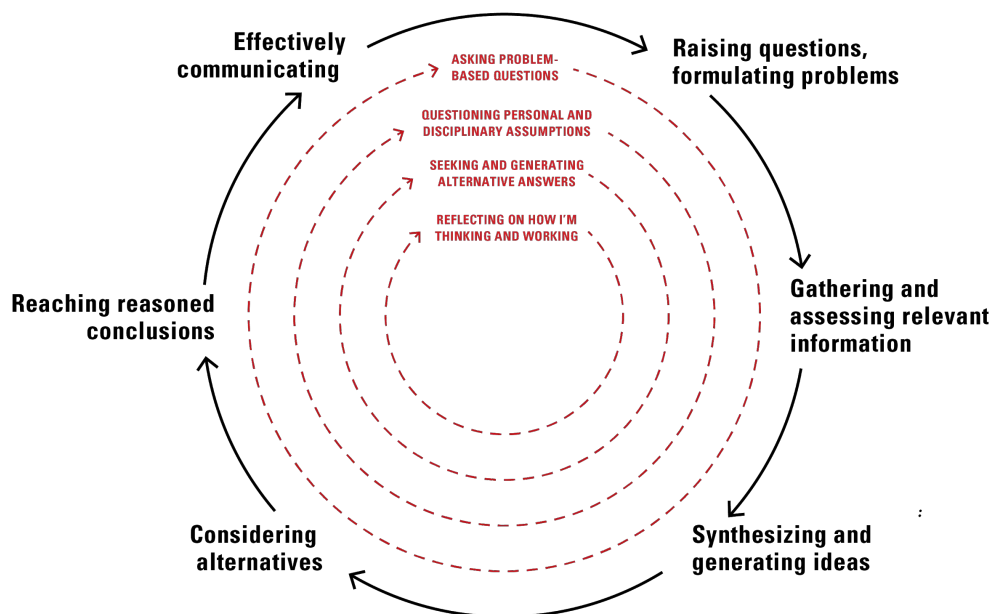 Effectively
communicating
Raising questions,
formulating problems
ASKING PROBLEM-
BASED QUESTIONS
QUESTIONING PERSONAL AND
DISCIPLINARY ASSUMPTIONS
SEEKING AND GENERATING
ALTERNATIVE ANSWERS
REFLECTING ON HOW I'M
THINKING AND WORKING
Reaching reasoned
conclusions
Gathering and
assessing relevant
information
Considering
alternatives
Synthesizing and
generating ideas
: